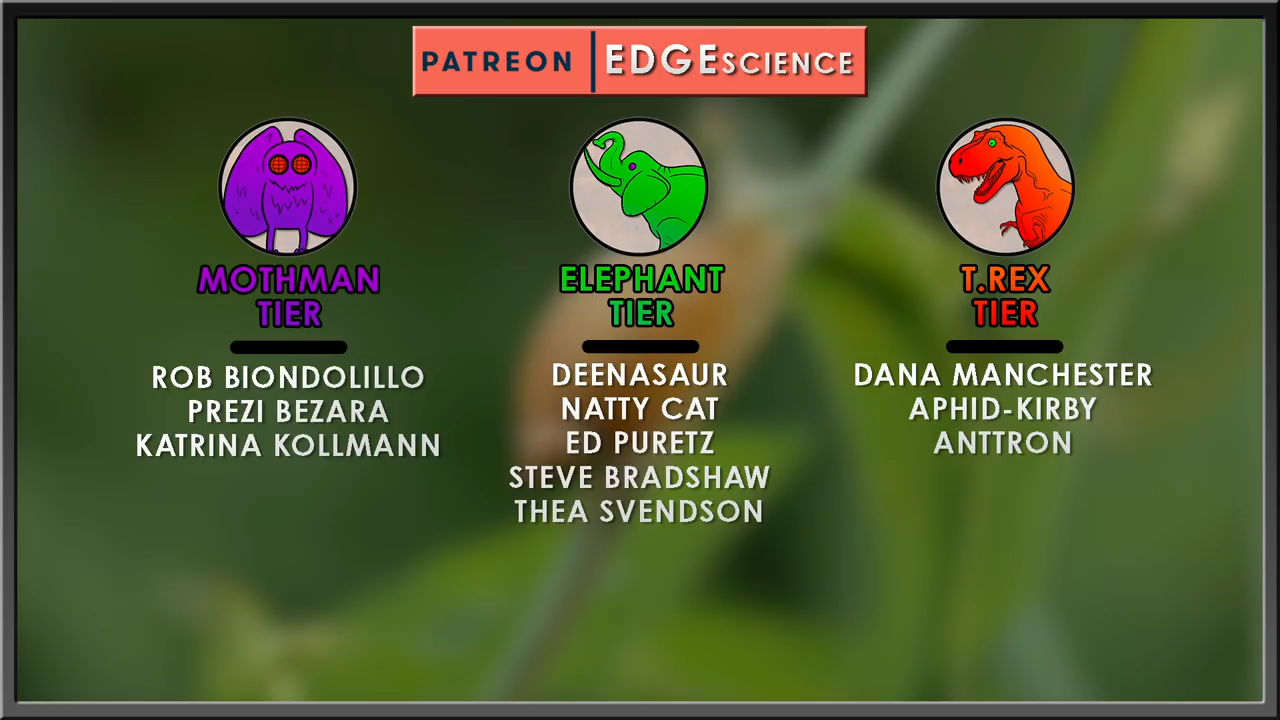 PATREON | EDGESCIENCE
MOTHMAN
TIER
ROB BIONDOLILLO
PREZI BEZARA
KATRINA KOLLMANN
ELEPHANT
TIER
DEENASAUR
NATTY CAT
ED PURETZ
STEVE BRADSHAW
THEA SVENDSON
T.REX
TIER
DANA MANCHESTER
APHID-KIRBY
ANTTRON